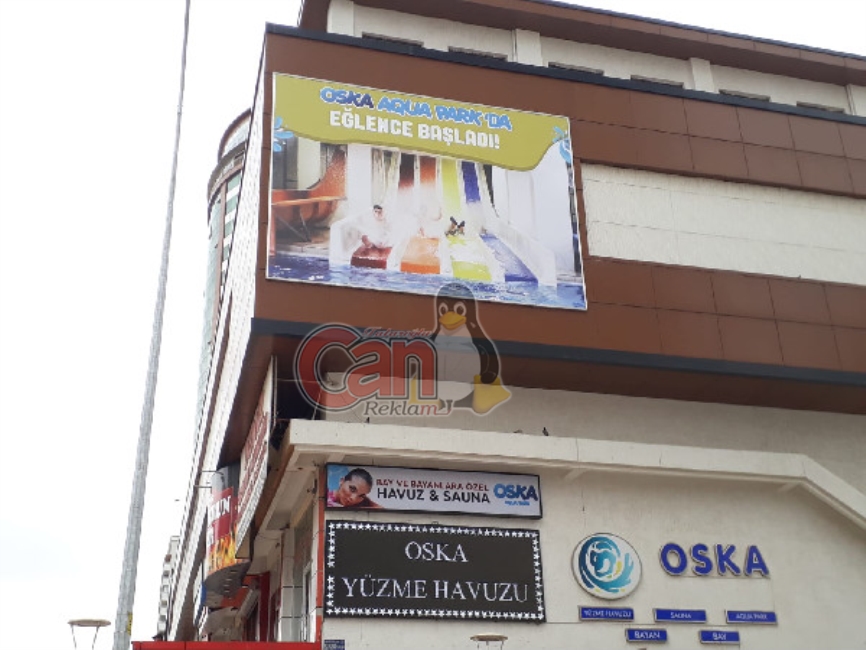 OSKA AQUA PARK'DA
EĞLENCE BAŞLADI!
Can
Reklam
BAY VE BAYANLARA ÖZEL
HAVUZ & SAUNA
OSKA
OSKA
YÜZME HAVUZU
OSKA
YÜZME HAVUZU
SAUNA
AQUA PARK
BAYAN
BAY